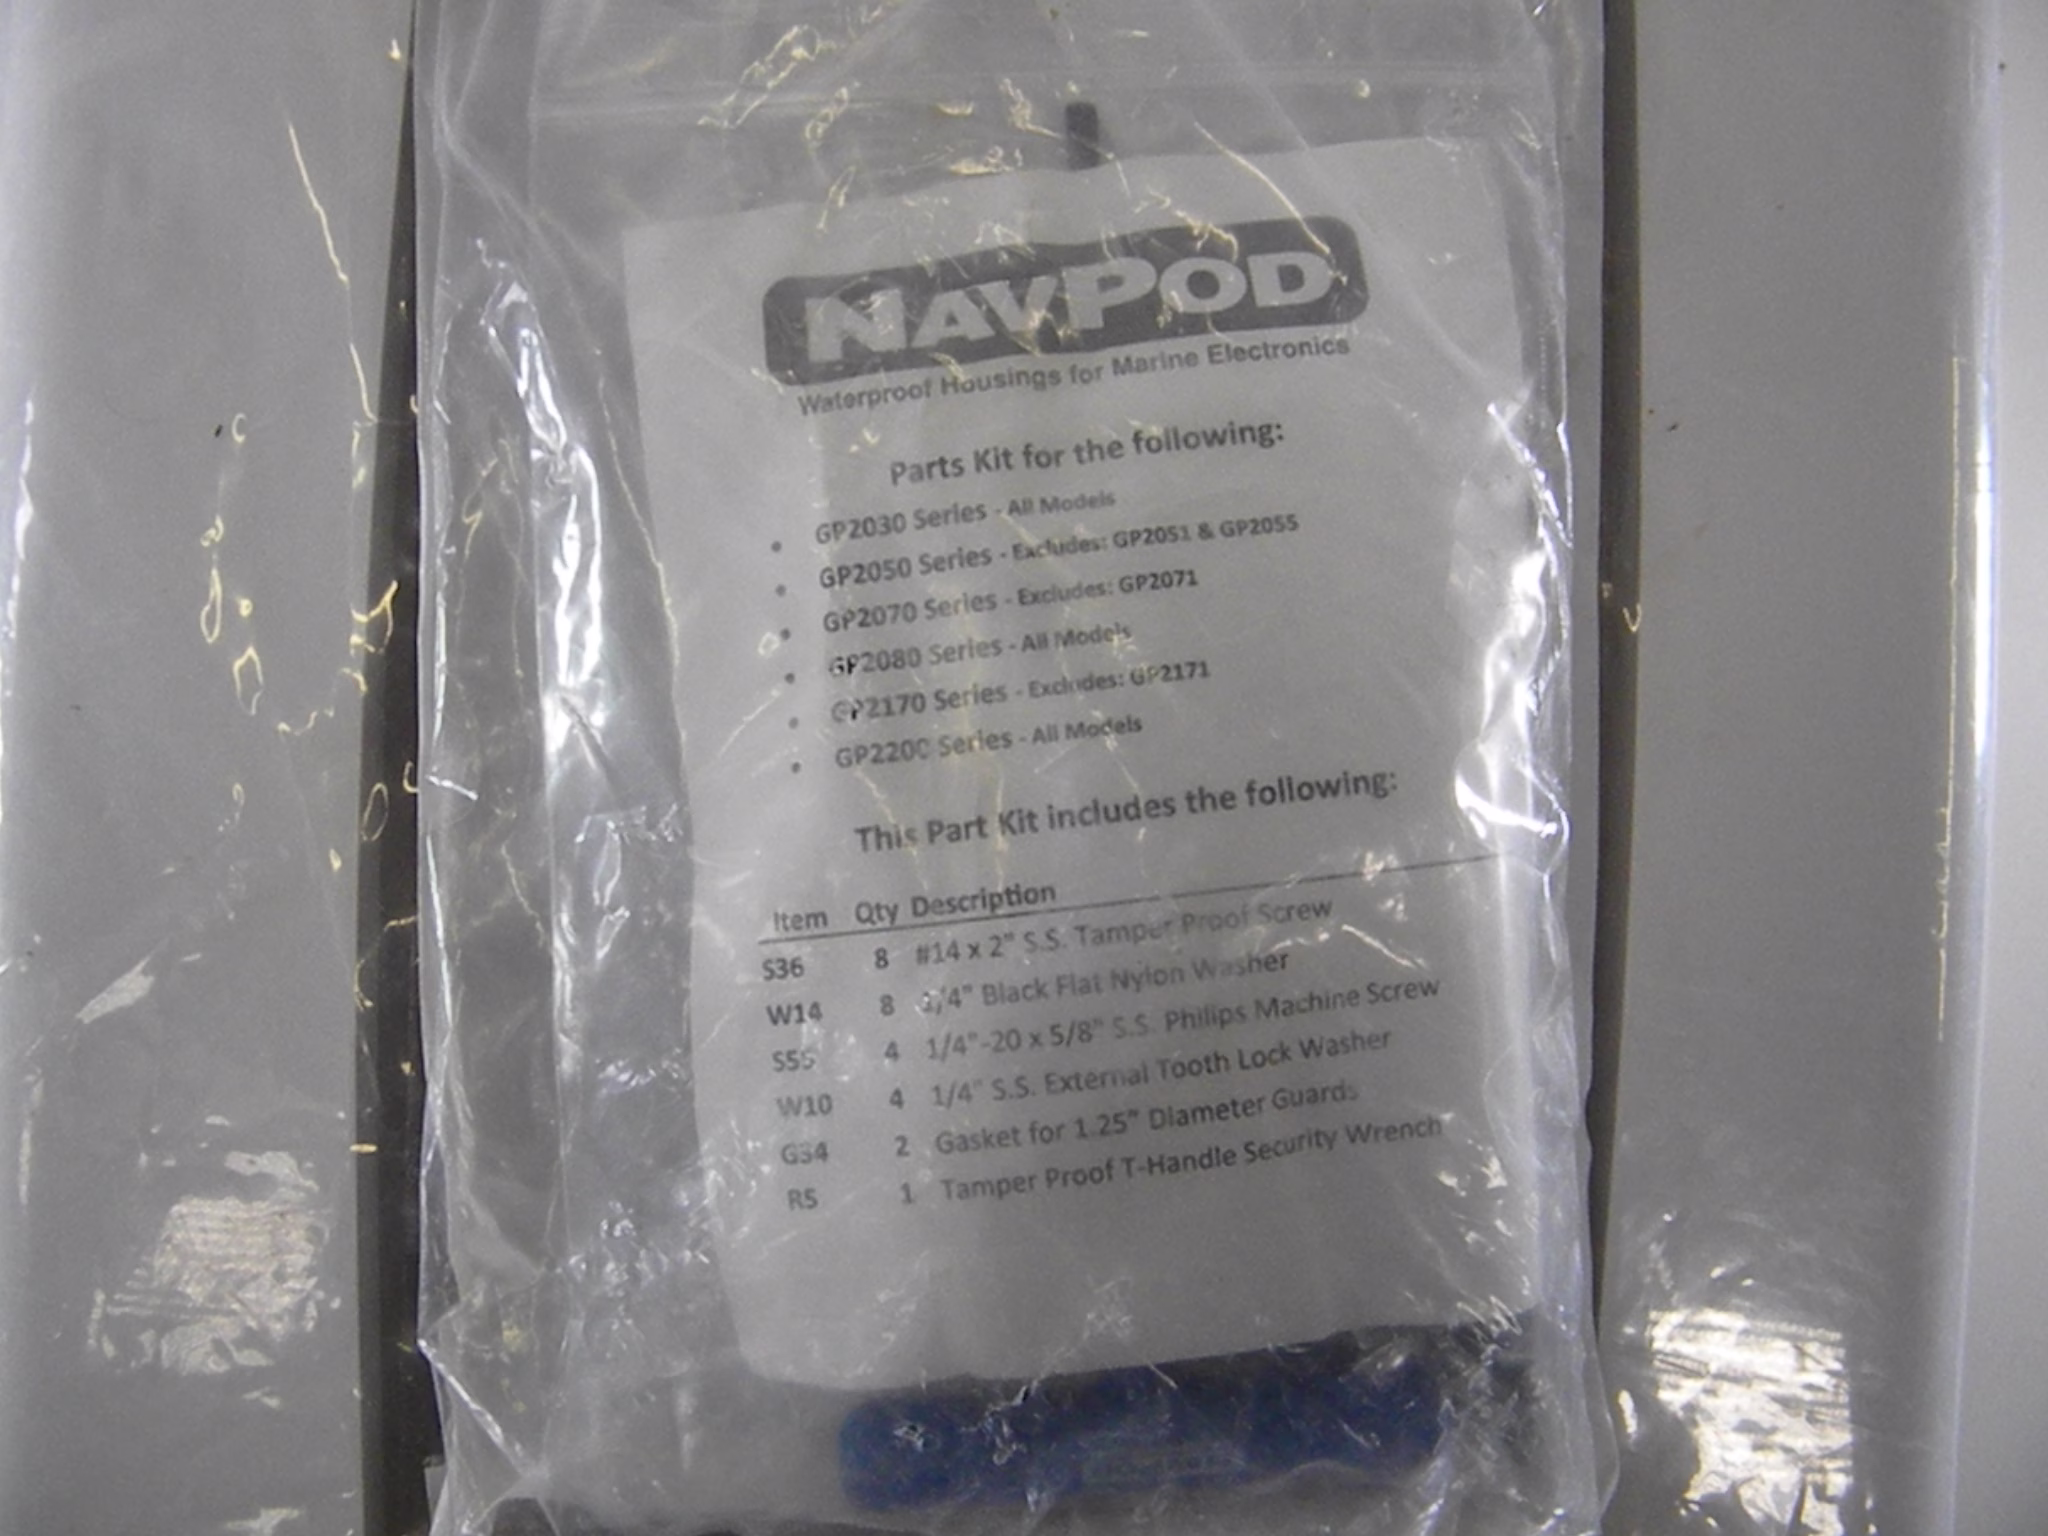 NAVPOD
Waterproof Housings for Marine Electronics
Parts Kit for the following:
• GP2030 Series - All Models
• GP2050 Series - Excludes: GP2051 & GP2055
• GP2070 Series - Excludes: GP2071
• GP2080 Series - All Models
• GP2170 Series - Excludes: GP2171
• GP2200 Series - All Models
This Part Kit includes the following:
Item Qty Description
S36 8 #14 x 2" S.S. Tamper Proof Screw
W14 8 1/4" Black Flat Nylon Washer
S55 4 1/4"-20 x 5/8" S.S. Philips Machine Screw
W10 4 1/4" S.S. External Tooth Lock Washer
G34 2 Gasket for 1.25" Diameter Guards
R5 1 Tamper Proof T-Handle Security Wrench